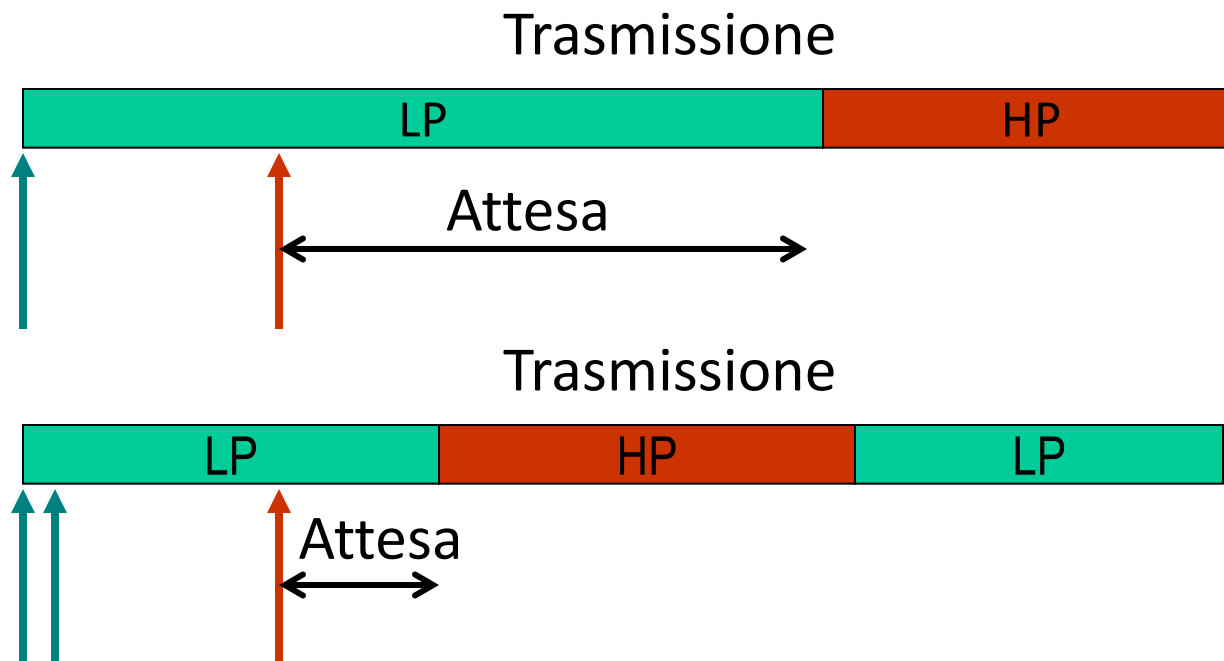 Trasmissione
LP HP
Attesa
Trasmissione
LP HP LP
Attesa